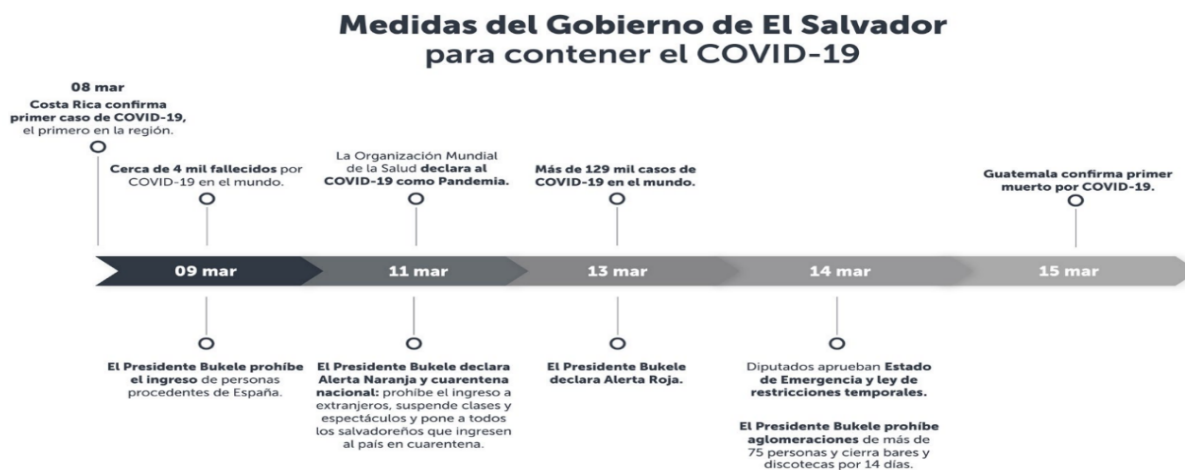 Medidas del Gobierno de El Salvador
para contener el COVID-19
08 mar
Costa Rica confirma
primer caso de COVID-19,
el primero en la región.
Cerca de 4 mil fallecidos por
COVID-19 en el mundo.
La Organización Mundial
de la Salud declara al
COVID-19 como Pandemia.
Más de 129 mil casos de
COVID-19 en el mundo.
Guatemala confirma primer
muerto por COVID-19.
09 mar
11 mar
13 mar
14 mar
15 mar
El Presidente Bukele prohíbe
el ingreso de personas
procedentes de España.
El Presidente Bukele declara
Alerta Naranja y cuarentena
nacional: prohíbe el ingreso a
extranjeros, suspende clases y
espectáculos y pone a todos
los salvadoreños que ingresen
al país en cuarentena.
El Presidente Bukele
declara Alerta Roja.
Diputados aprueban Estado
de Emergencia y ley de
restricciones temporales.
El Presidente Bukele prohíbe
aglomeraciones de más de
75 personas y cierra bares y
discotecas por 14 días.